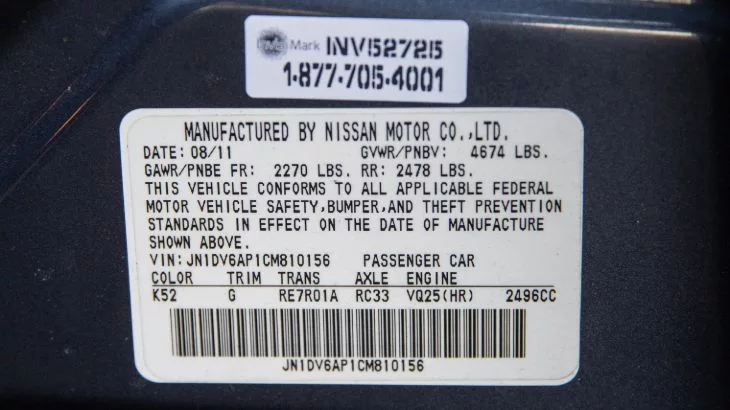 Mark INV52725
1-877-705-4001
MANUFACTURED BY NISSAN MOTOR CO.,LTD.
DATE: 08/11 GVWR/PNBV: 4674 LBS.
GAWR/PNBE FR: 2270 LBS. RR: 2478 LBS.
THIS VEHICLE CONFORMS TO ALL APPLICABLE FEDERAL
MOTOR VEHICLE SAFETY,BUMPER,AND THEFT PREVENTION
STANDARDS IN EFFECT ON THE DATE OF MANUFACTURE
SHOWN ABOVE.
VIN: JN1DV6AP1CM810156 PASSENGER CAR
COLOR TRIM TRANS AXLE ENGINE
K52 G RE7R01A RC33 VQ25(HR) 2496CC
JN1DV6AP1CM810156